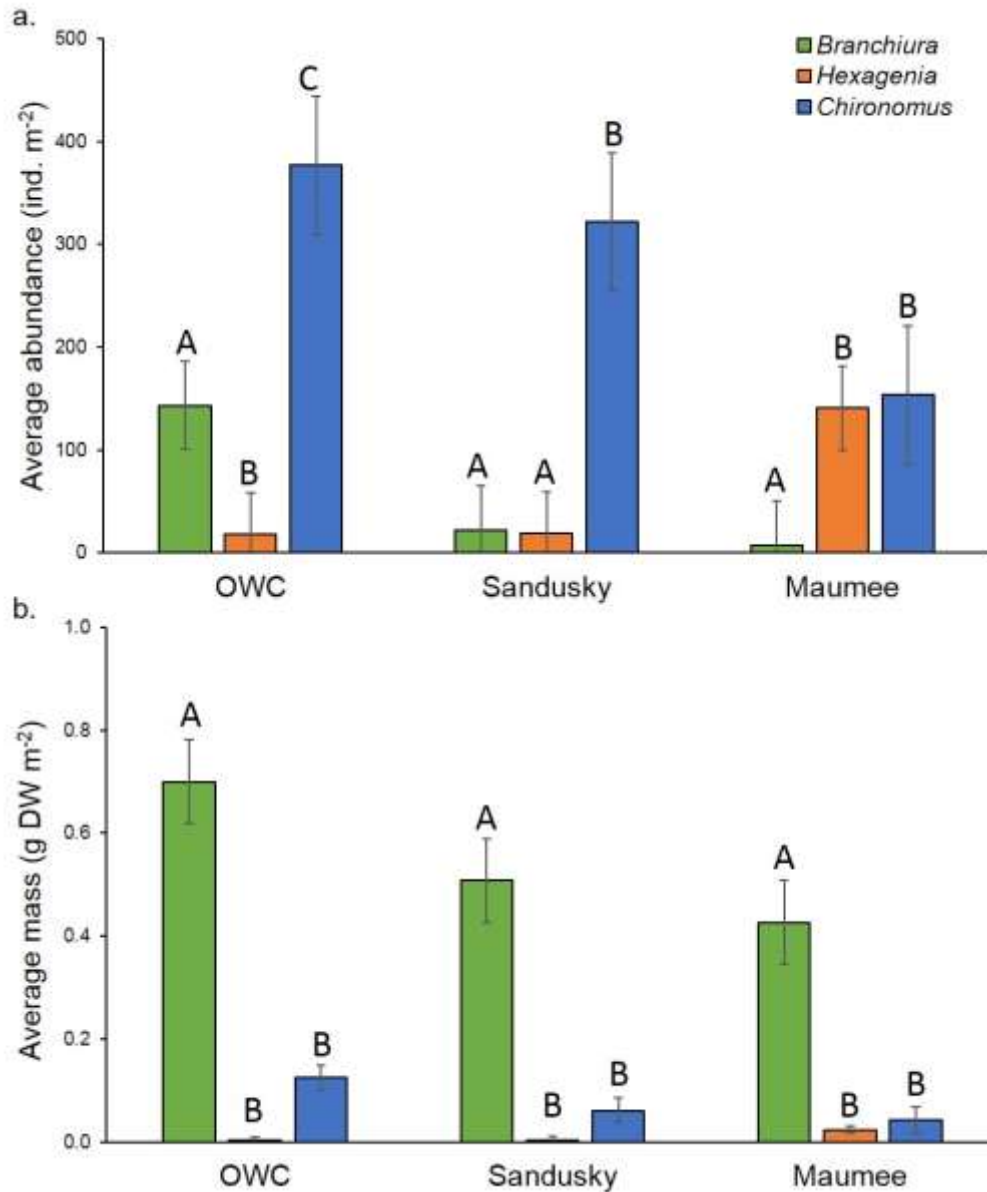 a.
500
400
300
200
100
0
Average abundance (ind. m-2)
Branchiura
Hexagenia
Chironomus
A
B
C
A
A
B
A
B
B
OWC
Sandusky
Maumee
b.
1.0
0.8
0.6
0.4
0.2
0.0
Average mass (g DW m-2)
A
B
B
A
B
B
A
B
B
OWC
Sandusky
Maumee